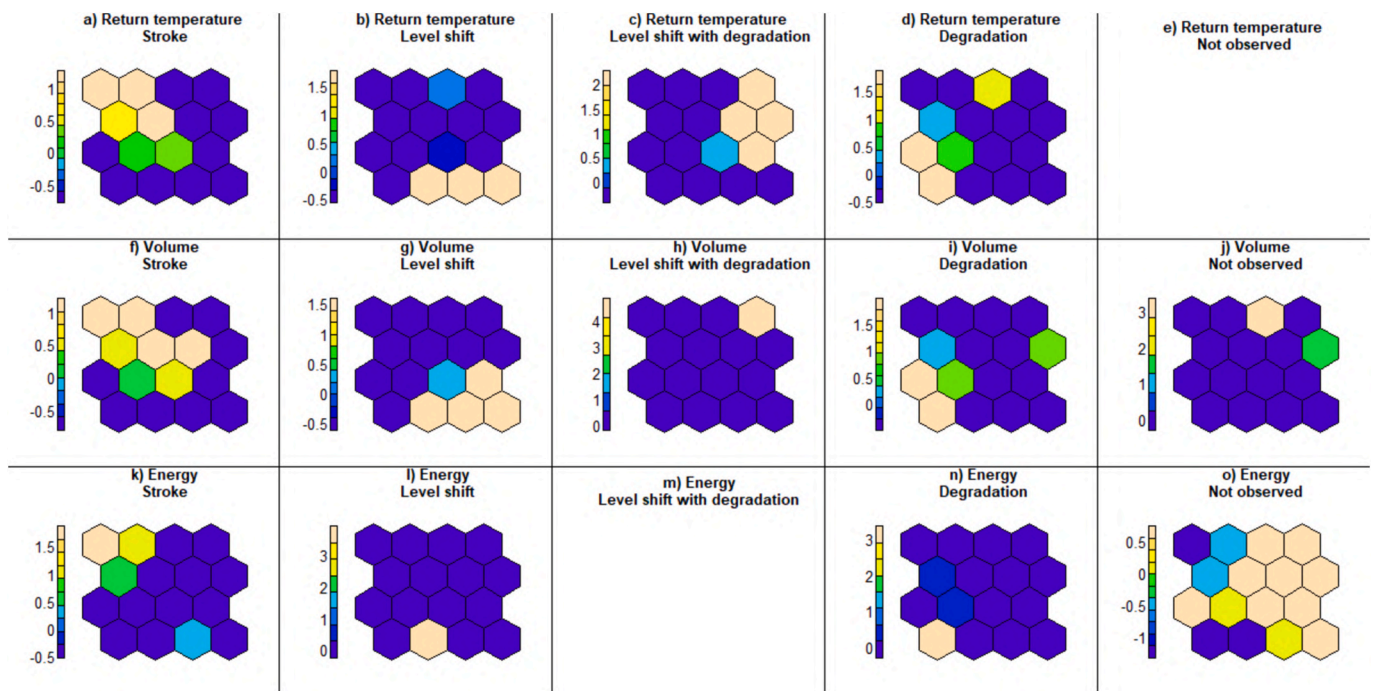 a) Return temperature
Stroke
1
0.5
0
-0.5
b) Return temperature
Level shift
1.5
1
0.5
0
-0.5
c) Return temperature
Level shift with degradation
2
1.5
1
0.5
0
d) Return temperature
Degradation
1.5
1
0.5
0
-0.5
e) Return temperature
Not observed
f) Volume
Stroke
1
0.5
0
-0.5
g) Volume
Level shift
1.5
1
0.5
0
-0.5
h) Volume
Level shift with degradation
4
3
2
1
0
i) Volume
Degradation
1.5
1
0.5
0
j) Volume
Not observed
3
2
1
0
k) Energy
Stroke
1.5
1
0.5
0
-0.5
l) Energy
Level shift
3
2
1
0
m) Energy
Level shift with degradation
n) Energy
Degradation
3
2
1
0
o) Energy
Not observed
0.5
0
-0.5
-1